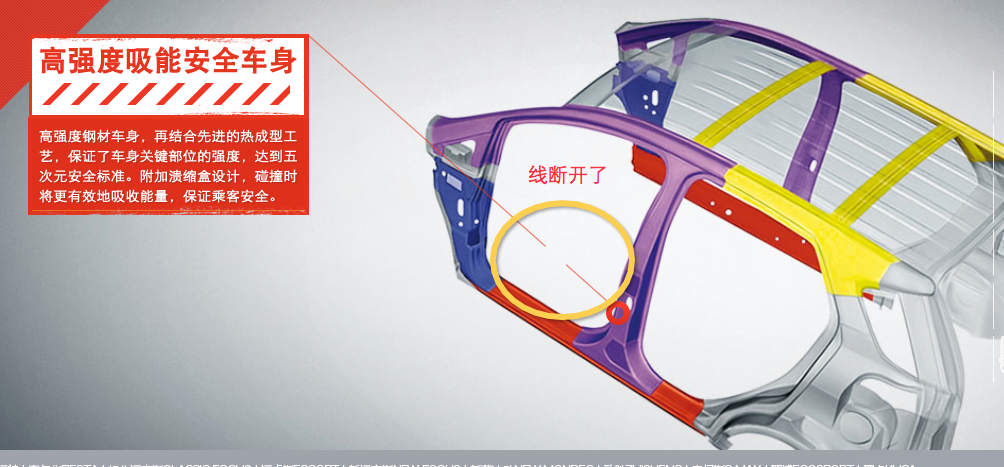 高强度吸能安全车身
高强度钢材车身，再结合先进的热成型工
艺，保证了车身关键部位的强度，达到五
次元安全标准。附加溃缩盒设计，碰撞时
将更有效地吸收能量，保证乘客安全。
线断开了